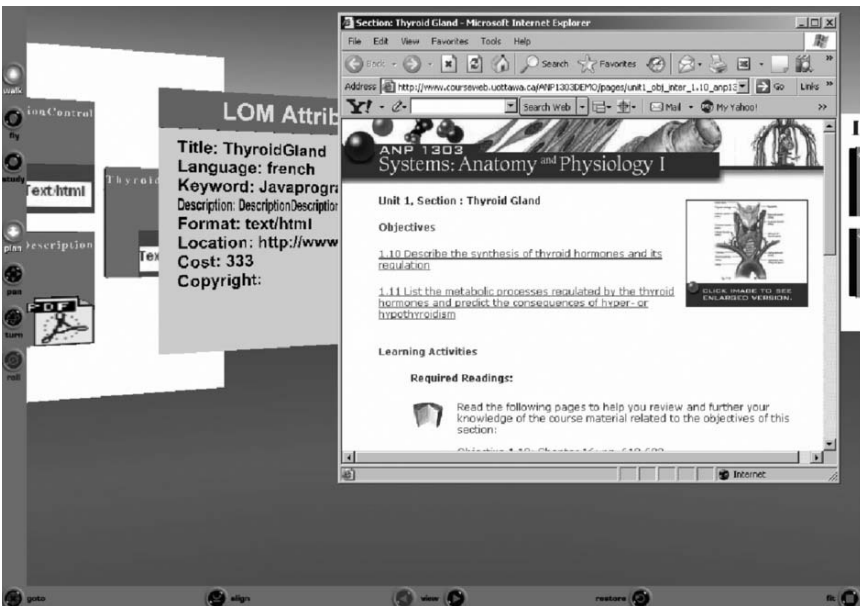 Section: Thyroid Gland - Microsoft Internet Explorer
File Edit View Favorites Tools Help
Back Search Favorites
Address http://www.courseweb.uottawa.ca/ANP1303DEMO/pages/unit1_obj_inter_1.10_anp13 Go Links »
Y! Search Web Mail My Yahoo! »
ANP 1303
Systems: Anatomy and Physiology I
Unit 1, Section : Thyroid Gland
Objectives
1.10 Describe the synthesis of thyroid hormones and its
regulation
1.11 List the metabolic processes regulated by the thyroid
hormones and predict the consequences of hyper- or
hypothyroidism
CLICK IMAGE TO SEE
ENLARGED VERSION.
Learning Activities
Required Readings:
Read the following pages to help you review and further your
knowledge of the course material related to the objectives of this
section:
Internet
LOM Attrib
Title: ThyroidGland
Language: french
Keyword: Javaprogra
Description: DescriptionDescription
Format: text/html
Location: http://www
Cost: 333
Copyright:
ionControl
Text/html
Thyroid
Tex
Description
PDF
walk
fly
study
plan
pan
turn
roll
goto align view restore fit